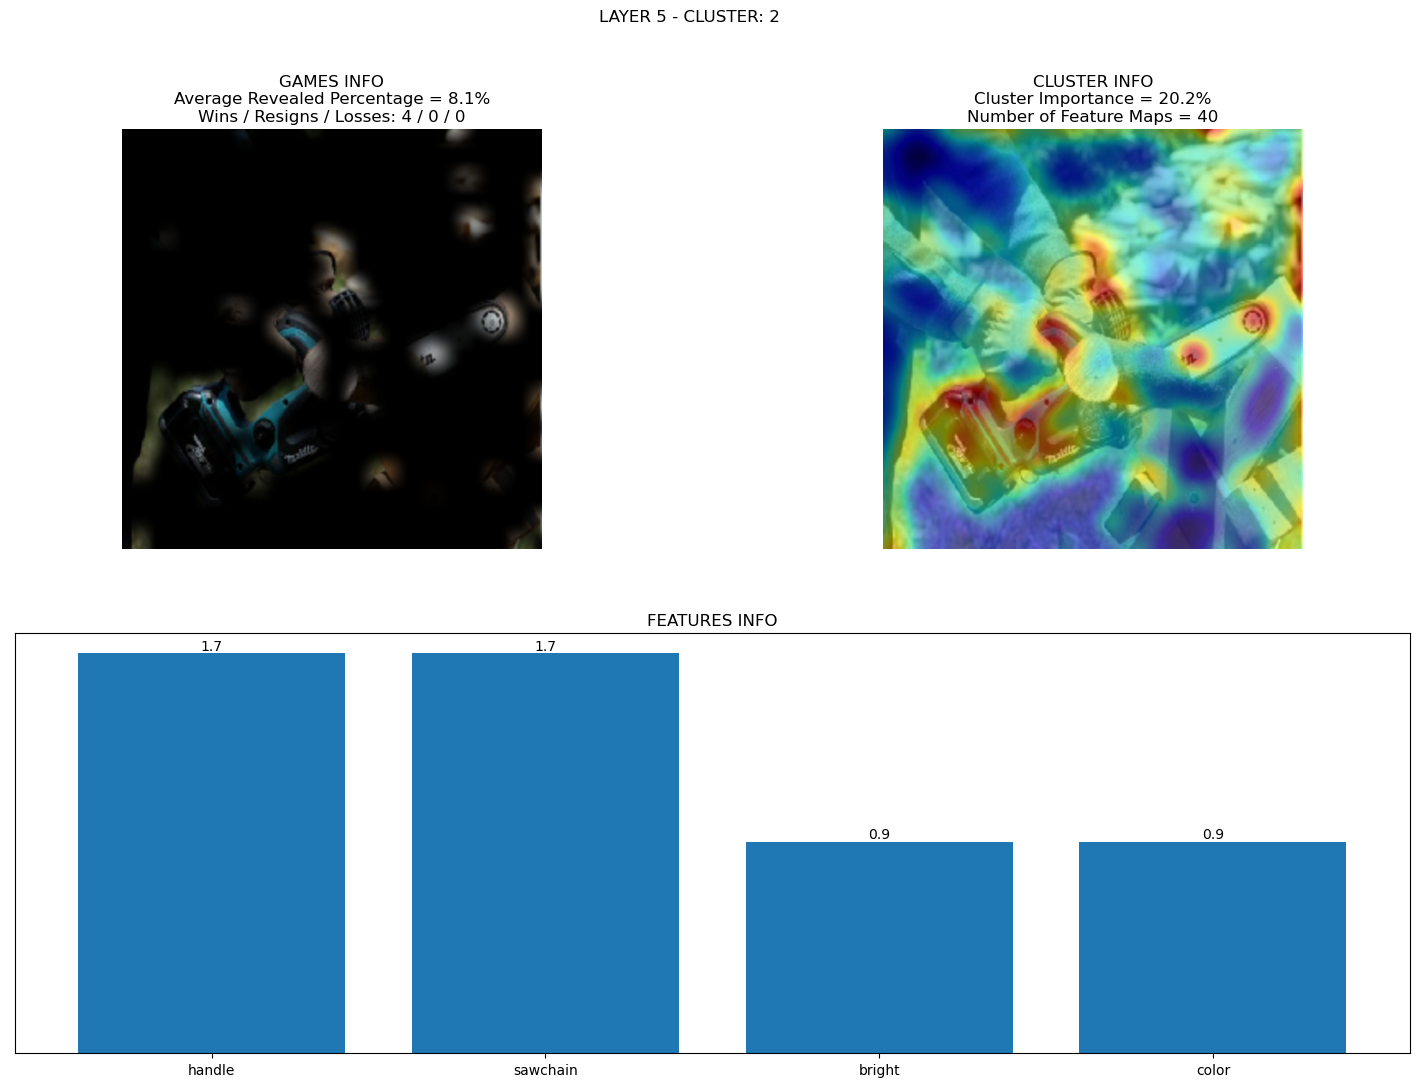 LAYER 5 - CLUSTER: 2
GAMES INFO
Average Revealed Percentage = 8.1%
Wins / Resigns / Losses: 4 / 0 / 0
CLUSTER INFO
Cluster Importance = 20.2%
Number of Feature Maps = 40
FEATURES INFO
1.7
1.7
0.9
0.9
handle
sawchain
bright
color